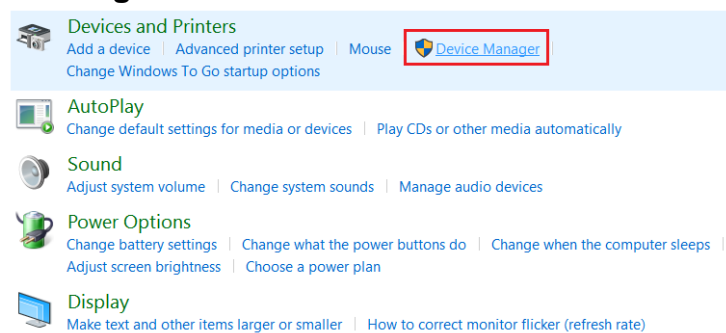 Devices and Printers
Add a device | Advanced printer setup | Mouse | Device Manager |
Change Windows To Go startup options
AutoPlay
Change default settings for media or devices | Play CDs or other media automatically
Sound
Adjust system volume | Change system sounds | Manage audio devices
Power Options
Change battery settings | Change what the power buttons do | Change when the computer sleeps |
Adjust screen brightness | Choose a power plan
Display
Make text and other items larger or smaller | How to correct monitor flicker (refresh rate)